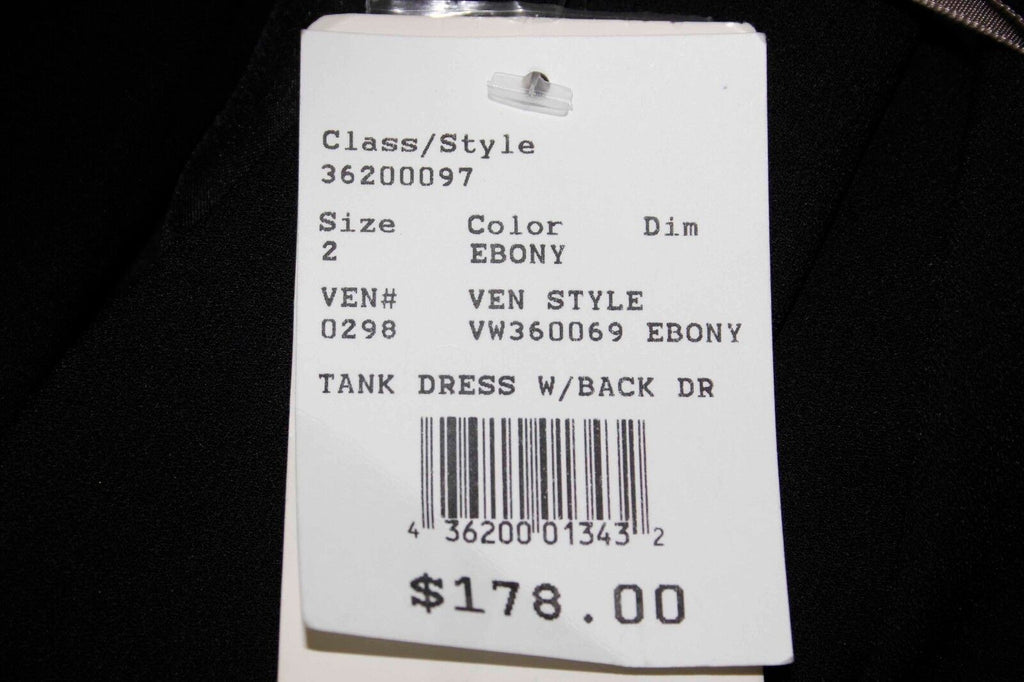 Class/Style
36200097
Size Color Dim
2 EBONY
VEN# VEN STYLE
0298 VW360069 EBONY
TANK DRESS W/BACK DR
4 36200 01343 2
$178.00